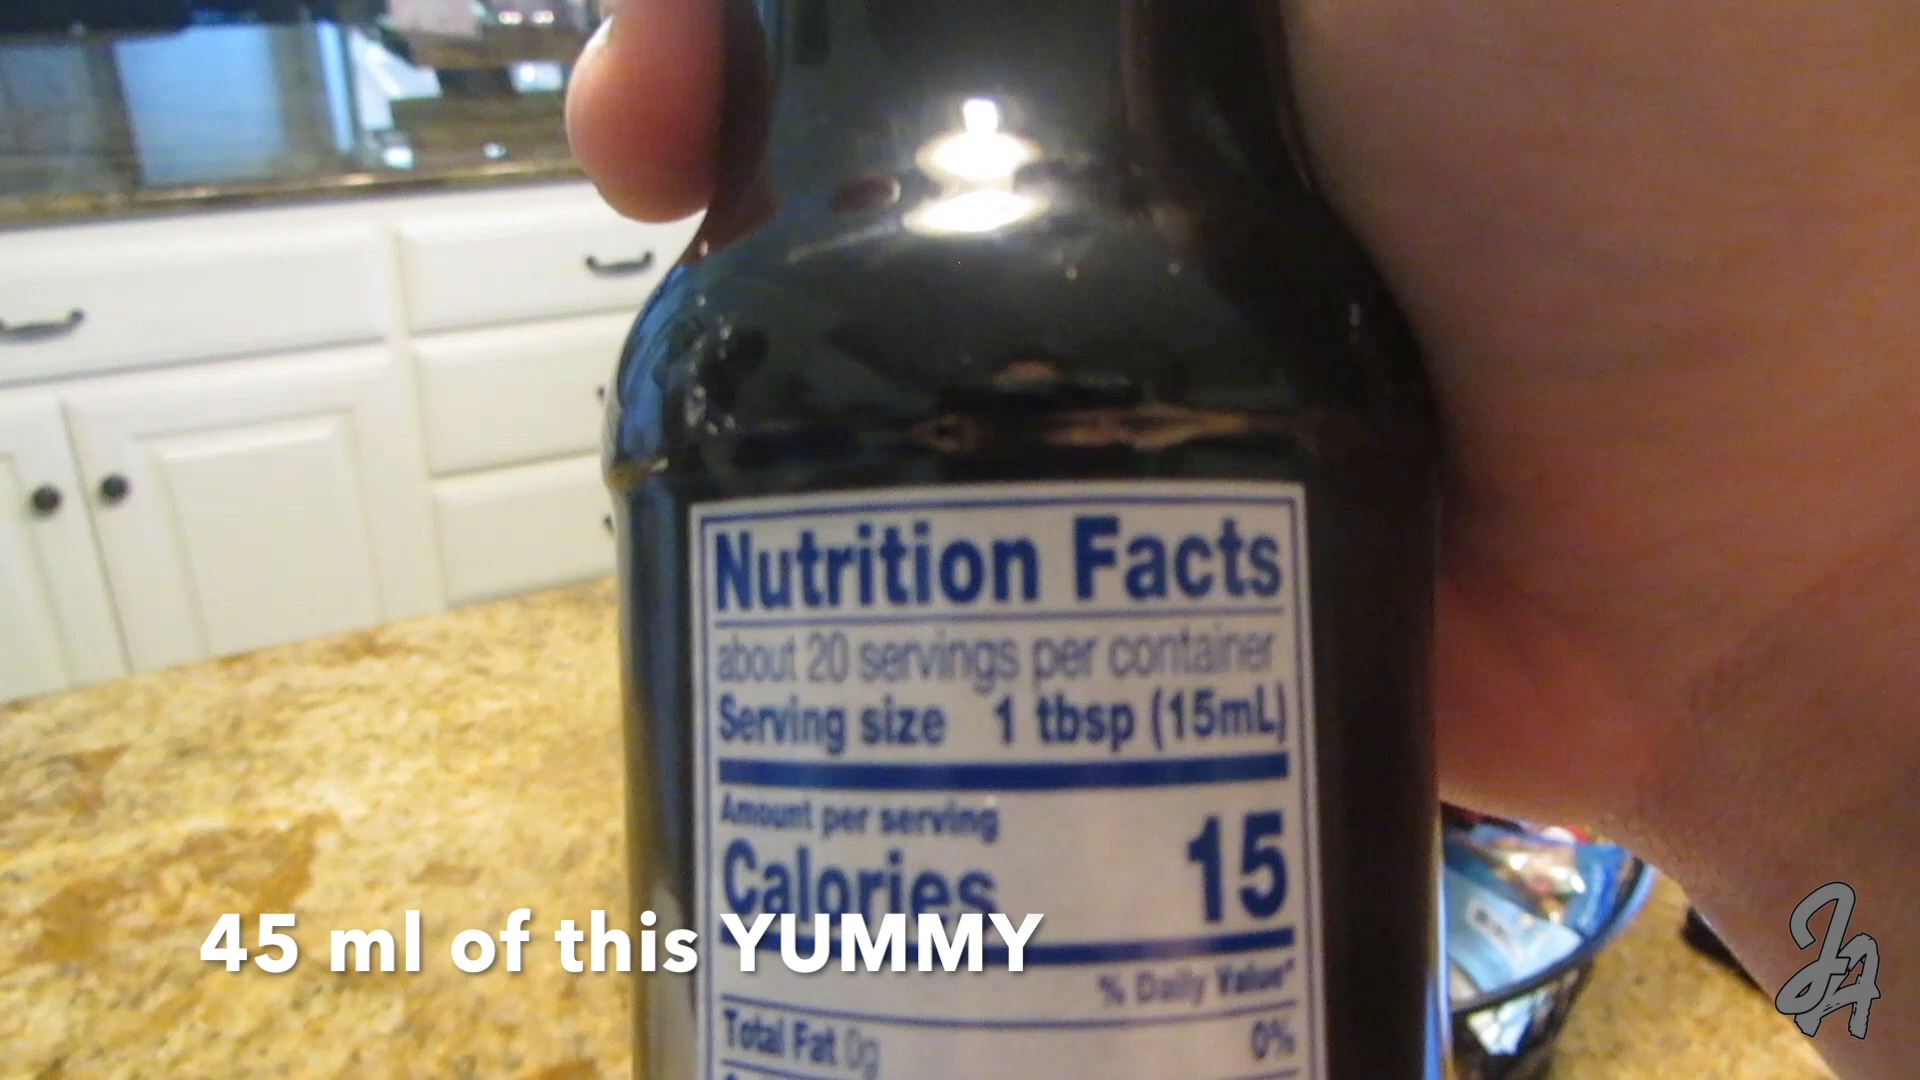 Nutrition Facts
about 20 servings per container
Serving size 1 tbsp (15mL)
Amount per serving
Calories 15
45 ml of this YUMMY
% Daily Value*
Total Fat 0g 0%
JA